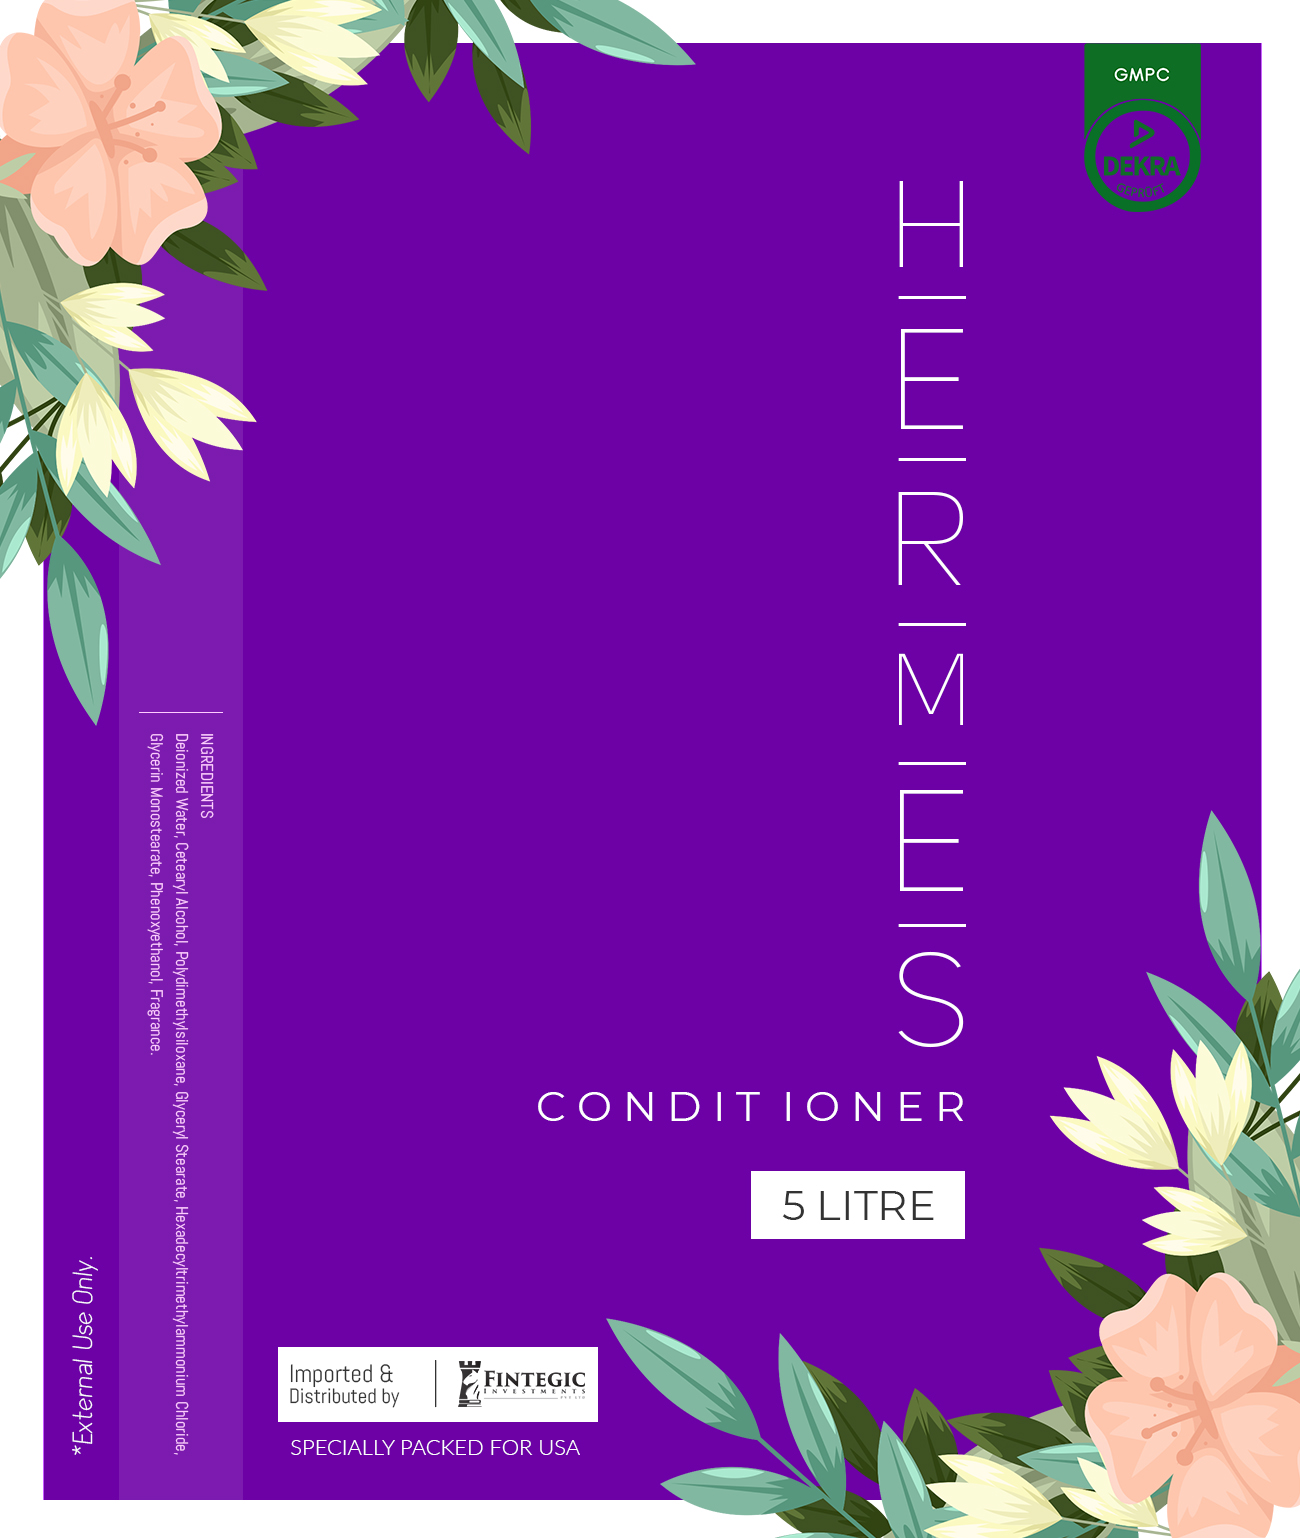 GMPC
DEKRA
GEPRÜFT
HERMES
CONDITIONER
5 LITRE
INGREDIENTS
Deionized Water, Cetearyl Alcohol, Polydimethylsiloxane, Glyceryl Stearate, Hexadecyltrimethylammonium Chloride,
Glycerin Monostearate, Phenoxyethanol, Fragrance.
*External Use Only.
Imported &
Distributed by
FINTEGIC
INVESTMENTS
SPECIALLY PACKED FOR USA